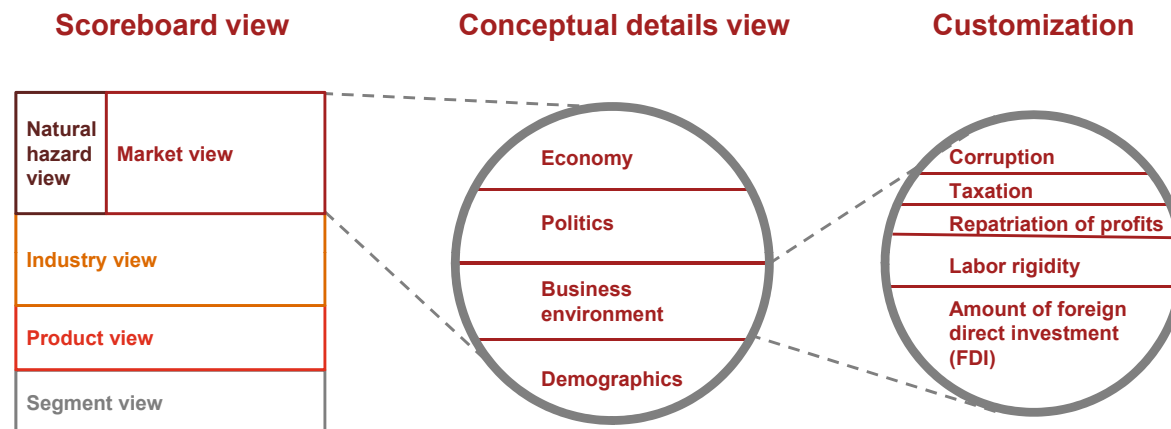 Scoreboard view
Conceptual details view
Customization
Natural
hazard
view
Market view
Industry view
Product view
Segment view
Economy
Politics
Business
environment
Demographics
Corruption
Taxation
Repatriation of profits
Labor rigidity
Amount of foreign
direct investment
(FDI)